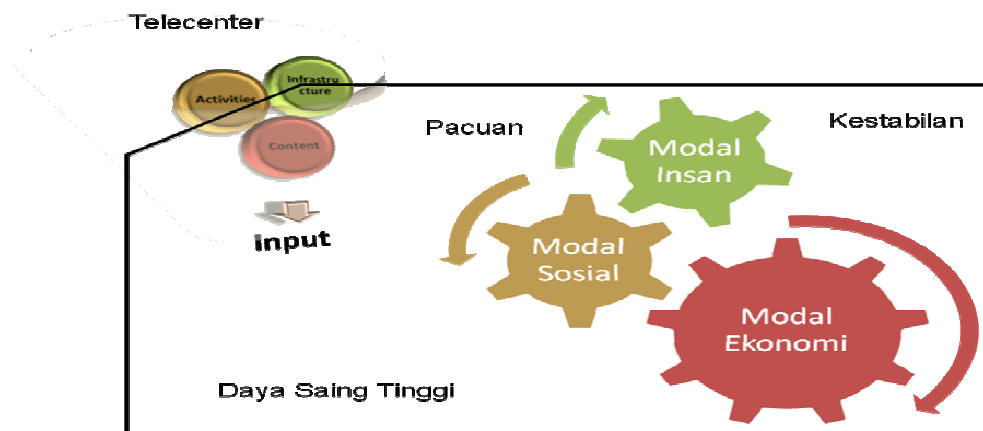 Telecenter
Infrastru
cture
Activities
Content
input
Pacuan
Kestabilan
Modal
Insan
Modal
Sosial
Modal
Ekonomi
Daya Saing Tinggi